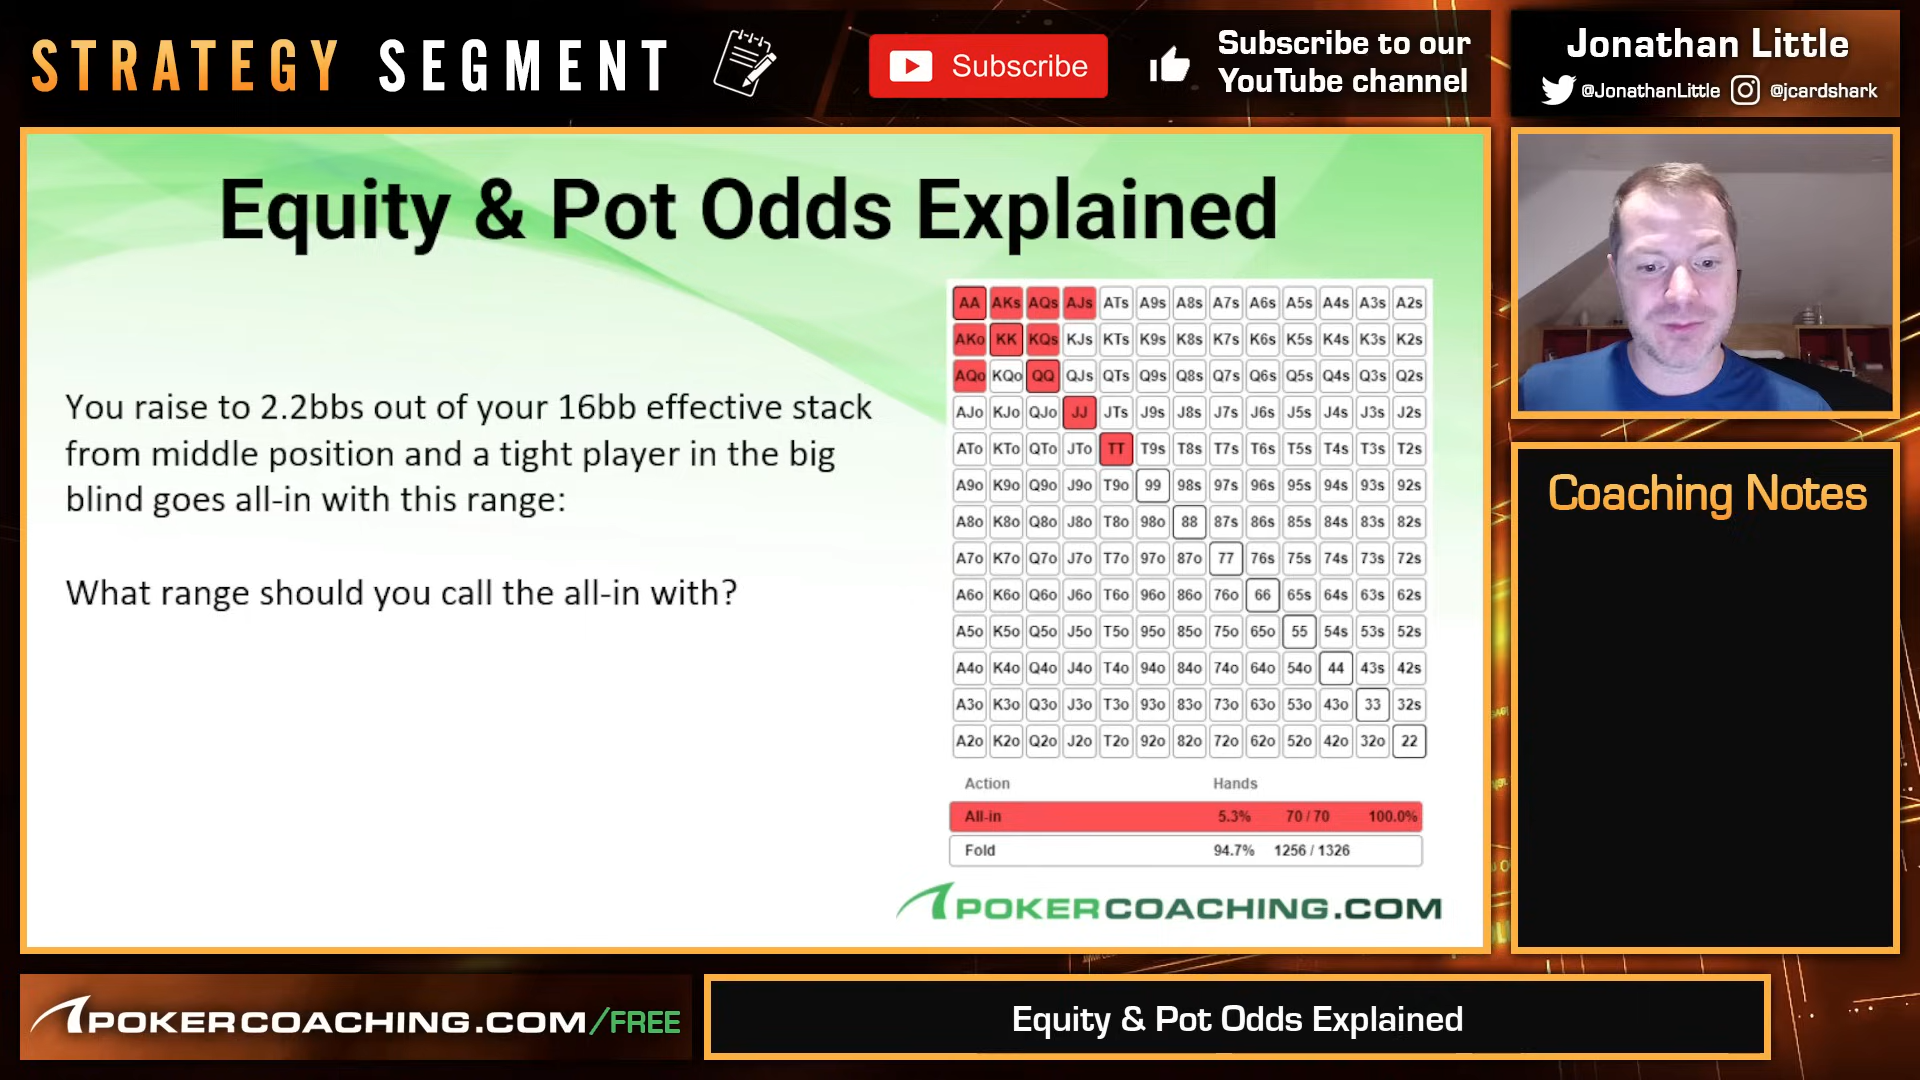 STRATEGY SEGMENT
Subscribe
Subscribe to our
YouTube channel
Jonathan Little
@JonathanLittle @jcardshark
Equity & Pot Odds Explained
You raise to 2.2bbs out of your 16bb effective stack
from middle position and a tight player in the big
blind goes all-in with this range:
What range should you call the all-in with?
AA AKs AQs AJs ATs A9s A8s A7s A6s A5s A4s A3s A2s
AKo KK KQs KJs KTs K9s K8s K7s K6s K5s K4s K3s K2s
AQo KQo QQ QJs QTs Q9s Q8s Q7s Q6s Q5s Q4s Q3s Q2s
AJo KJo QJo JJ JTs J9s J8s J7s J6s J5s J4s J3s J2s
ATo KTo QTo JTo TT T9s T8s T7s T6s T5s T4s T3s T2s
A9o K9o Q9o J9o T9o 99 98s 97s 96s 95s 94s 93s 92s
A8o K8o Q8o J8o T8o 98o 88 87s 86s 85s 84s 83s 82s
A7o K7o Q7o J7o T7o 97o 87o 77 76s 75s 74s 73s 72s
A6o K6o Q6o J6o T6o 96o 86o 76o 66 65s 64s 63s 62s
A5o K5o Q5o J5o T5o 95o 85o 75o 65o 55 54s 53s 52s
A4o K4o Q4o J4o T4o 94o 84o 74o 64o 54o 44 43s 42s
A3o K3o Q3o J3o T3o 93o 83o 73o 63o 53o 43o 33 32s
A2o K2o Q2o J2o T2o 92o 82o 72o 62o 52o 42o 32o 22
Action Hands
All-in 5.3% 70 / 70 100.0%
Fold 94.7% 1256 / 1326
POKERCOACHING.COM
Coaching Notes
POKERCOACHING.COM/FREE
Equity & Pot Odds Explained